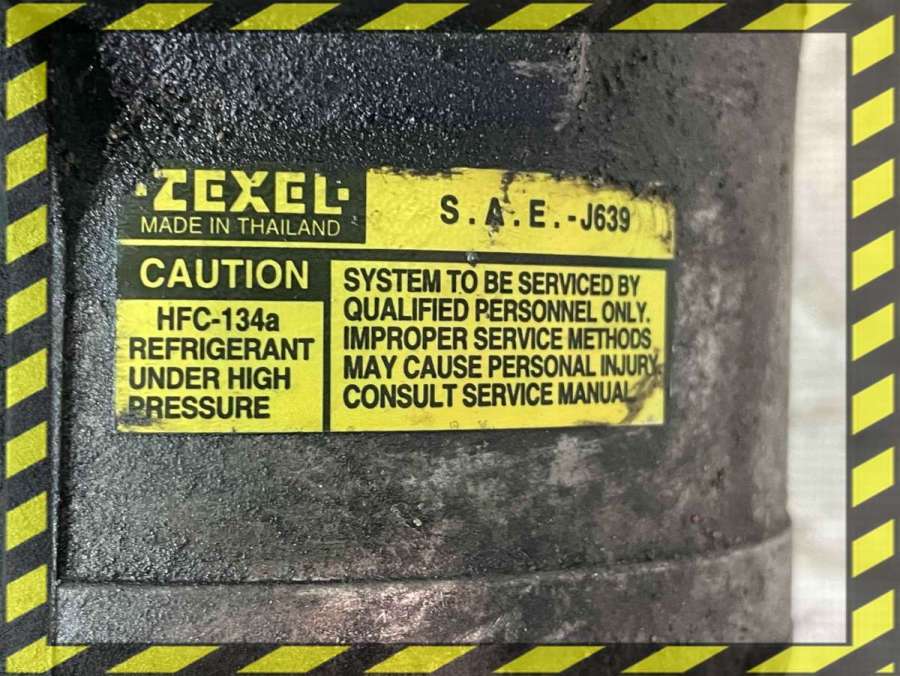 ZEXEL
MADE IN THAILAND
S.A.E.-J639
CAUTION
HFC-134a
REFRIGERANT
UNDER HIGH
PRESSURE
SYSTEM TO BE SERVICED BY
QUALIFIED PERSONNEL ONLY.
IMPROPER SERVICE METHODS
MAY CAUSE PERSONAL INJURY.
CONSULT SERVICE MANUAL.